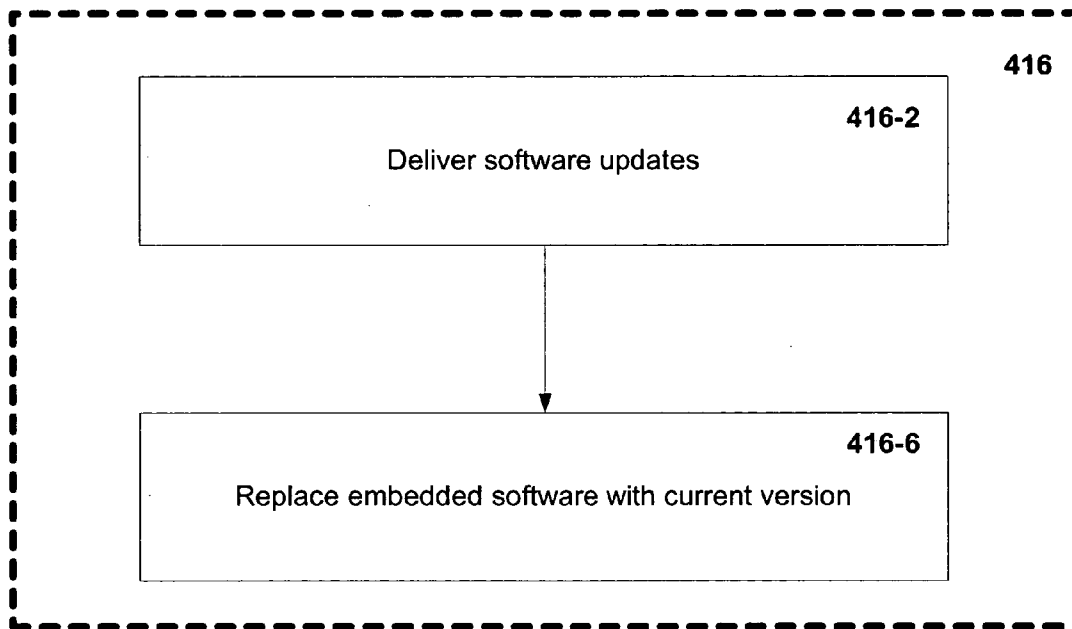 416
416-2
Deliver software updates
416-6
Replace embedded software with current version